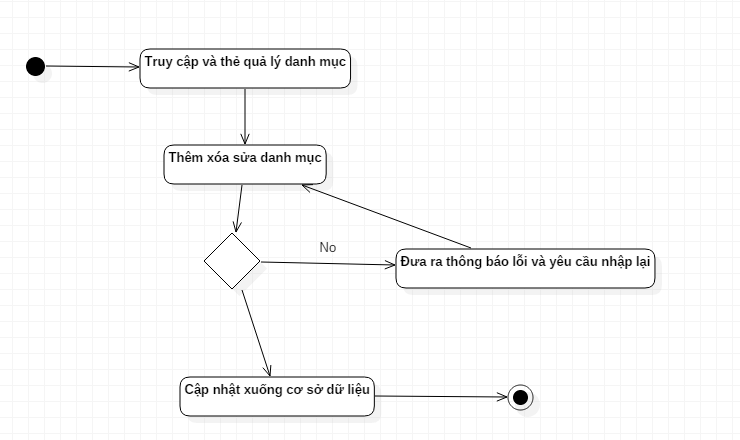 Truy cập và thẻ quả lý danh mục
Thêm xóa sửa danh mục
No
Đưa ra thông báo lỗi và yêu cầu nhập lại
Cập nhật xuống cơ sở dữ liệu